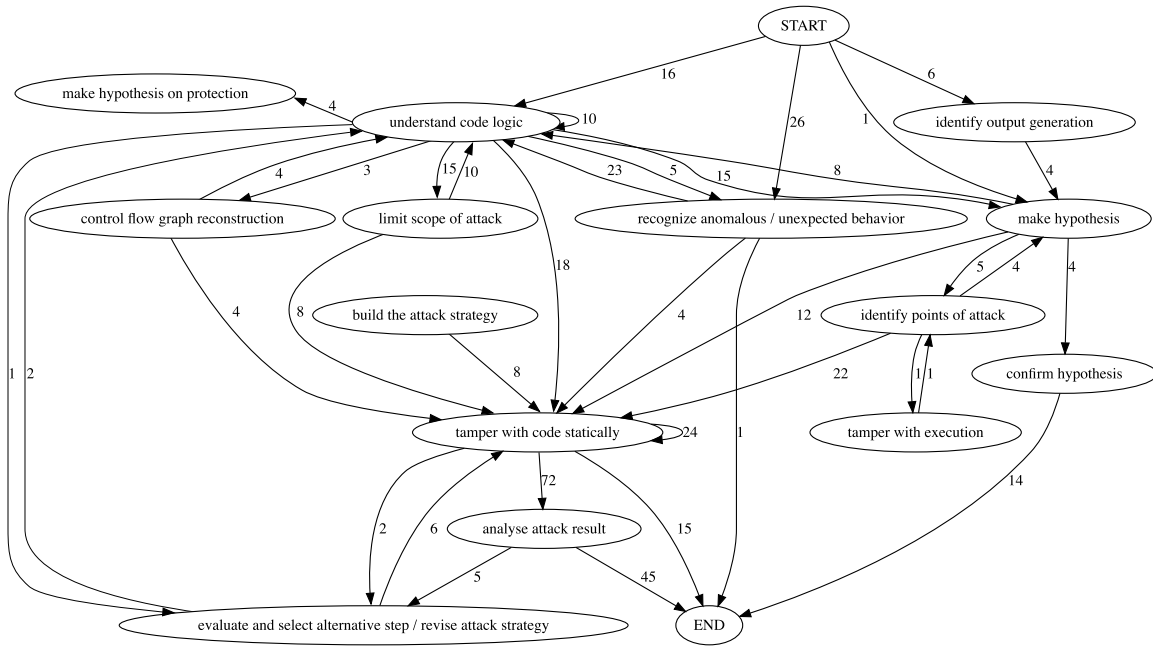 START
16
6
make hypothesis on protection
4
understand code logic
10
26
1
identify output generation
4
3
15
10
23
5
15
8
4
control flow graph reconstruction
limit scope of attack
recognize anomalous / unexpected behavior
make hypothesis
18
5
4
4
4
8
build the attack strategy
4
12
identify points of attack
8
22
1
1
confirm hypothesis
1
2
tamper with code statically
24
1
tamper with execution
72
14
2
6
analyse attack result
15
5
45
evaluate and select alternative step / revise attack strategy
END